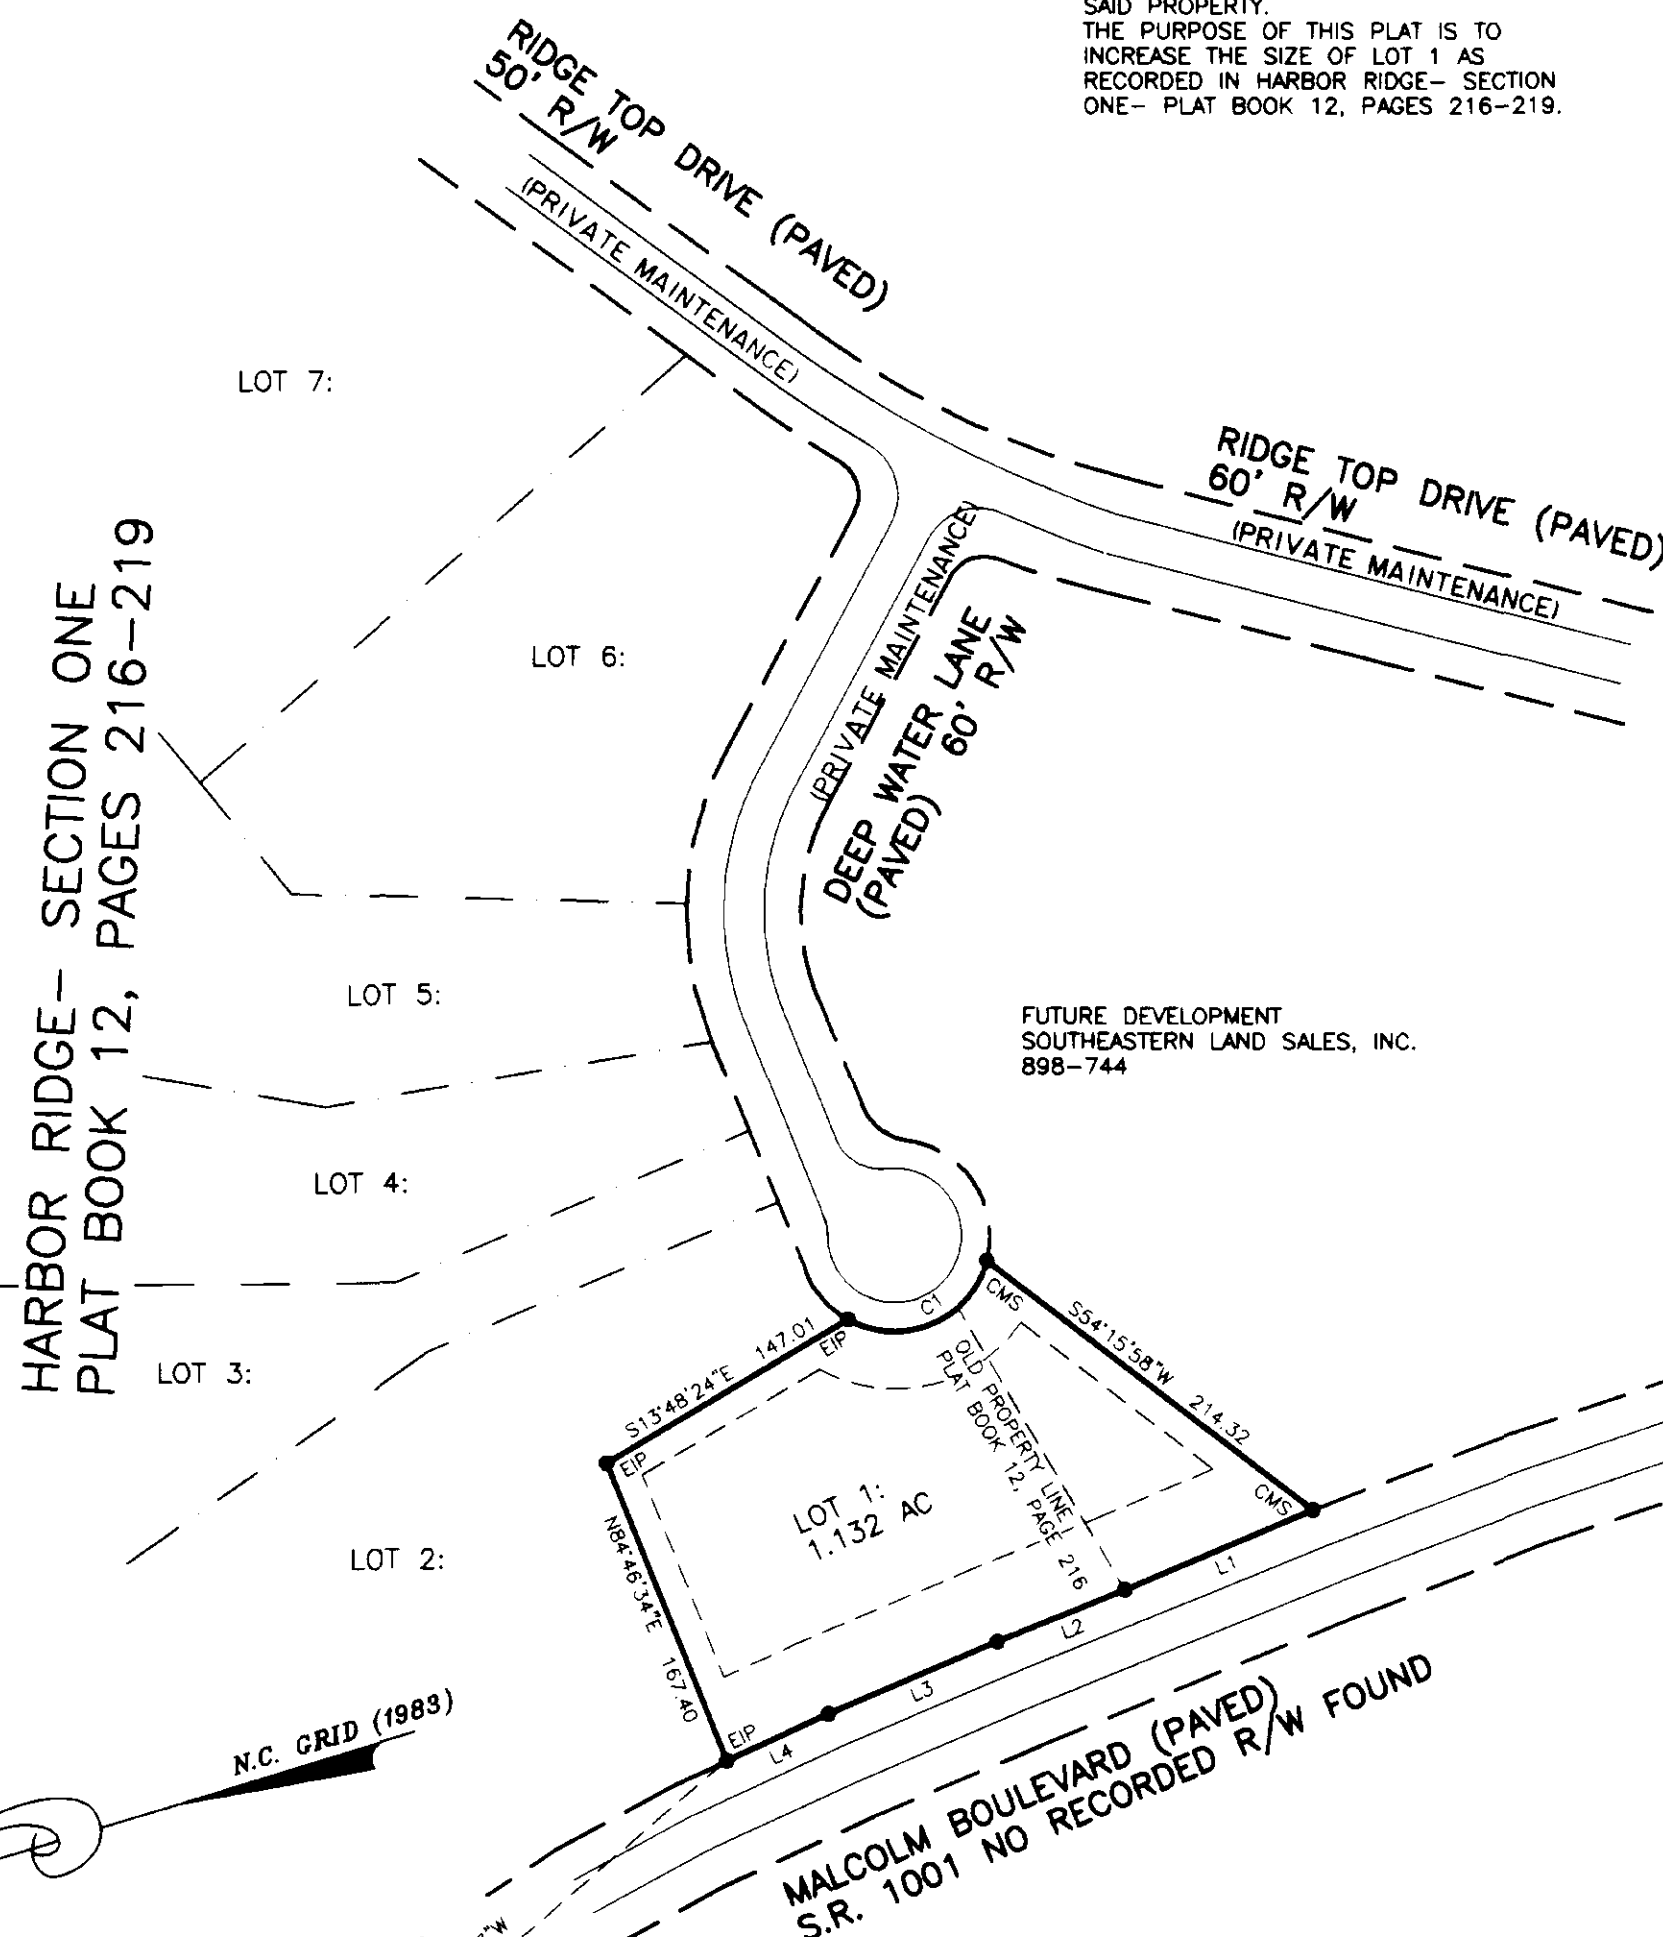 SAID PROPERTY.
THE PURPOSE OF THIS PLAT IS TO
INCREASE THE SIZE OF LOT 1 AS
RECORDED IN HARBOR RIDGE- SECTION
ONE- PLAT BOOK 12, PAGES 216-219.
RIDGE TOP DRIVE (PAVED)
50' R/W
(PRIVATE MAINTENANCE)
LOT 7:
RIDGE TOP DRIVE (PAVED)
60' R/W
(PRIVATE MAINTENANCE)
HARBOR RIDGE- SECTION ONE
PLAT BOOK 12, PAGES 216-219
LOT 6:
(PRIVATE MAINTENANCE)
DEEP WATER LANE
(PAVED) 60' R/W
LOT 5:
FUTURE DEVELOPMENT
SOUTHEASTERN LAND SALES, INC.
898-744
LOT 4:
LOT 3:
LOT 2:
C1
CMS
S54°15'58"W 214.32
CMS
S13°48'24"E 147.01
EIP
EIP
OLD PROPERTY LINE
PLAT BOOK 12, PAGE 216
LOT 1:
1.132 AC
N84°46'34"E 167.40
EIP
L1
L2
L3
L4
N.C. GRID (1983)
MALCOLM BOULEVARD (PAVED)
S.R. 1001 NO RECORDED R/W FOUND
"W